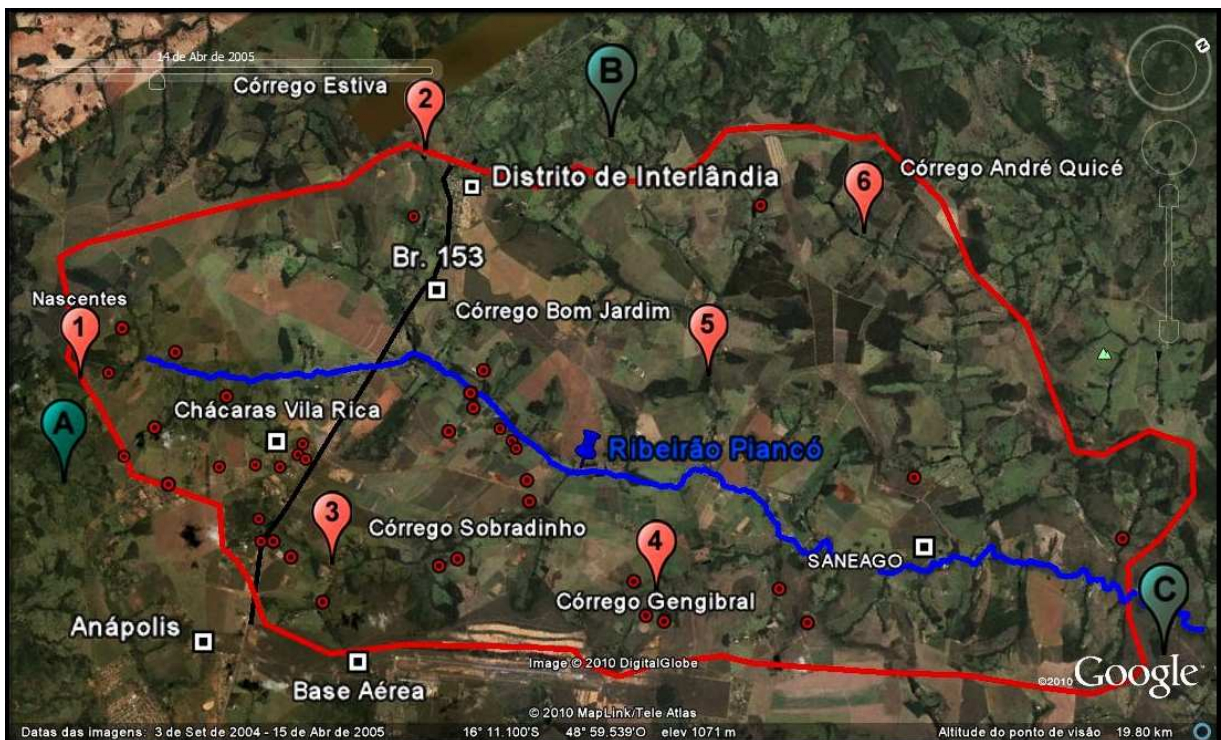 14 de Abr de 2005
N
B
Córrego Estiva
2
Distrito de Interlândia
6
Córrego André Quicé
Br. 153
Nascentes
1
Córrego Bom Jardim
5
A
Chácaras Vila Rica
Ribeirão Piancó
3
Córrego Sobradinho
4
SANEAGO
Córrego Gengibral
C
Anápolis
Base Aérea
Image © 2010 DigitalGlobe
©2010 Google
© 2010 MapLink/Tele Atlas
Datas das imagens: 3 de Set de 2004 - 15 de Abr de 2005 16° 11.100'S 48° 59.539'O elev 1071 m Altitude do ponto de visão 19.80 km